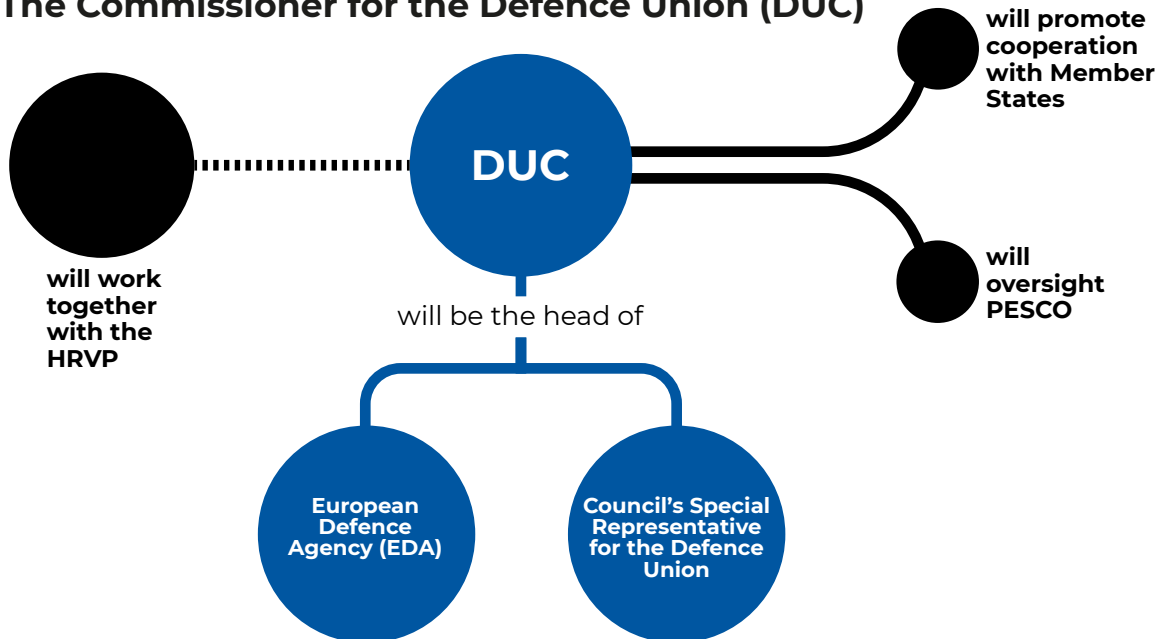 The Commissioner for the Defence Union (DUC)
will promote
cooperation
with Member
States
DUC
will work
together
with the
HRVP
will
oversight
PESCO
will be the head of
European
Defence
Agency (EDA)
Council’s Special
Representative
for the Defence
Union